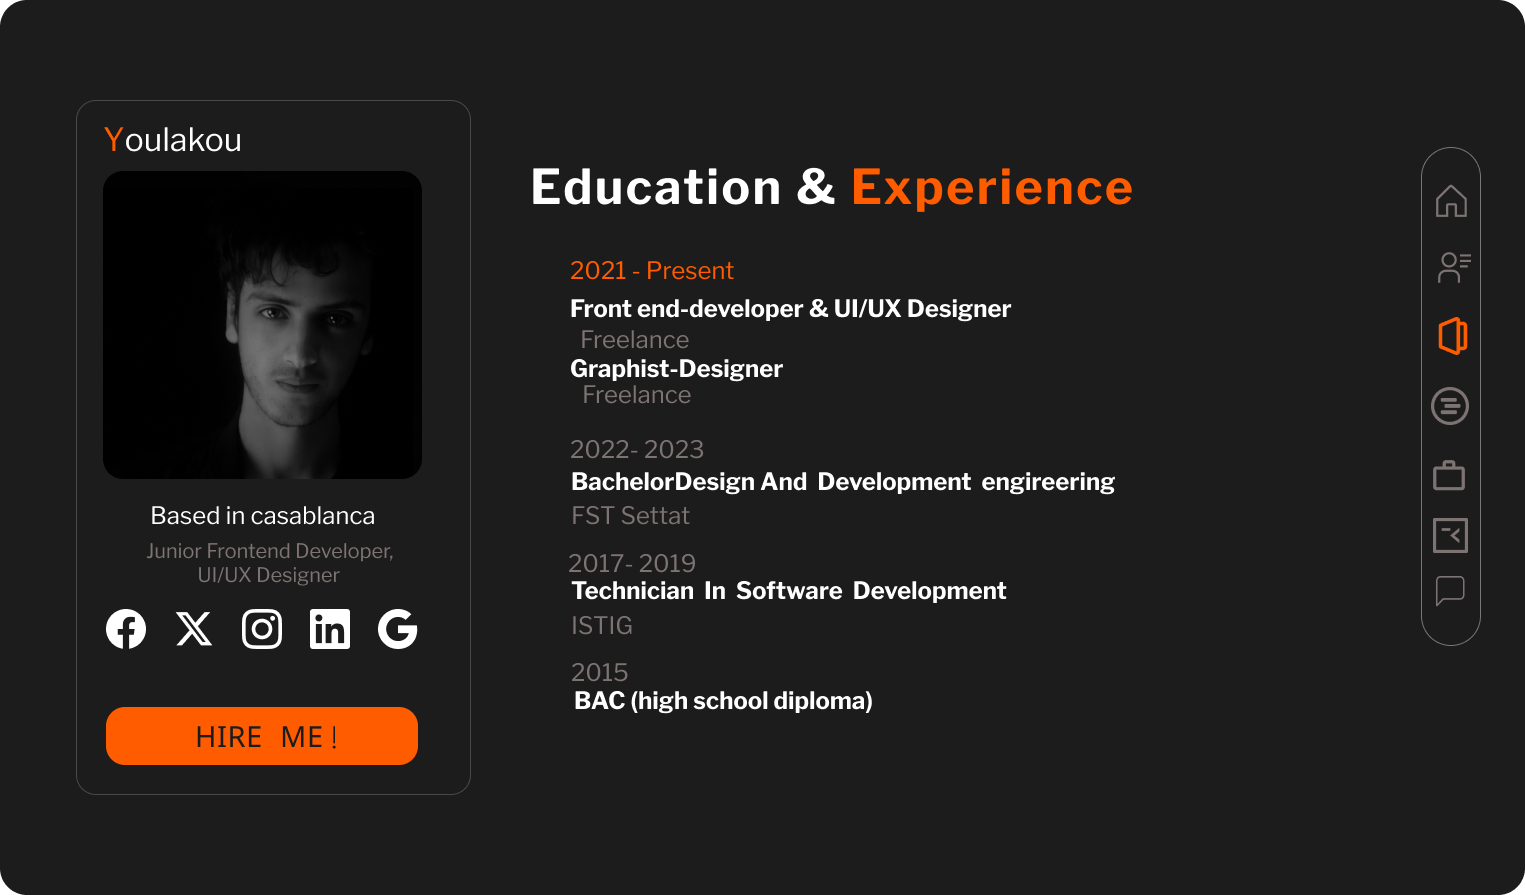 Youlakou
Based in casablanca
Junior Frontend Developer,
UI/UX Designer
HIRE ME!
Education & Experience
2021 - Present
Front end-developer & UI/UX Designer
Freelance
Graphist-Designer
Freelance
2022- 2023
BachelorDesign And Development engireering
FST Settat
2017- 2019
Technician In Software Development
ISTIG
2015
BAC (high school diploma)